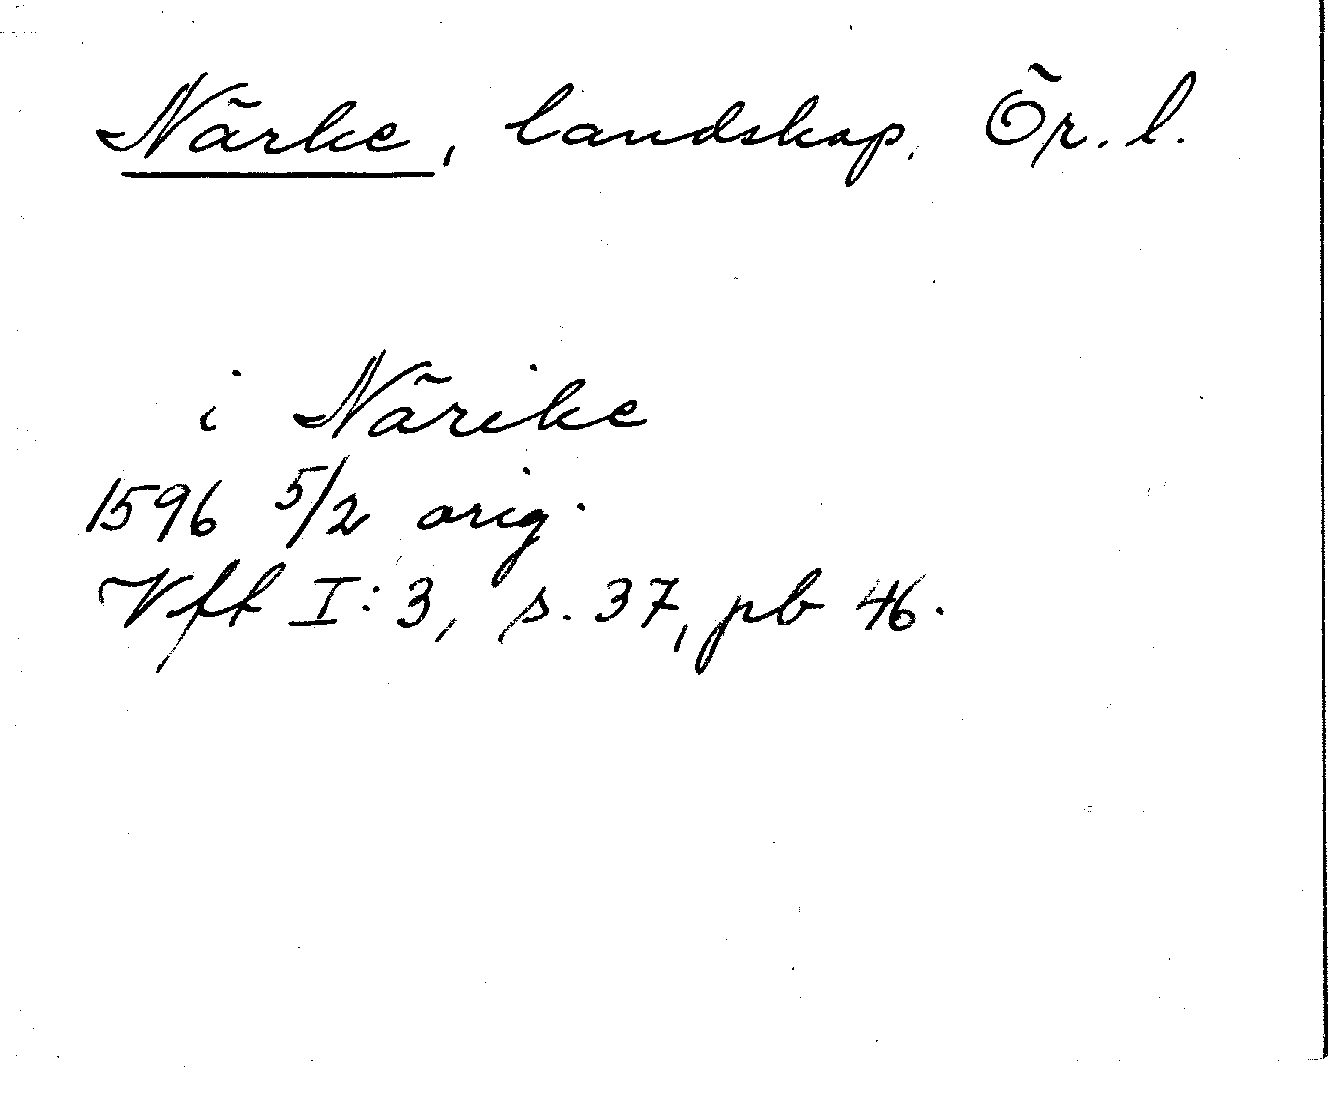 Närke, landskap, Ör. l.
i Närike
1596 5/2 orig.
Vft I:3, s. 37, pb 46.